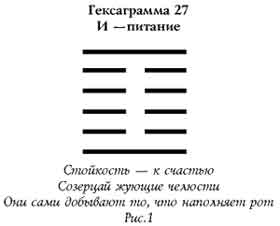 Гексаграмма 27
И —питание
Стойкость — к счастью
Созерцай жующие челюсти
Они сами добывают то, что наполняет рот
Рис.1